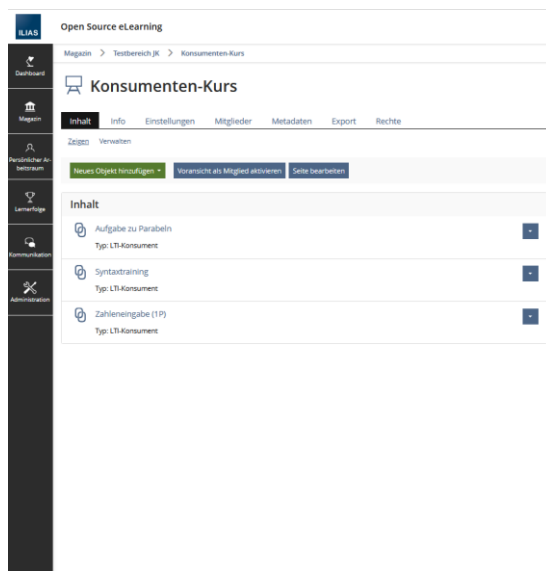 ILIAS
Open Source eLearning
Magazin > Testbereich JK > Konsumenten-Kurs
Konsumenten-Kurs
Inhalt Info Einstellungen Mitglieder Metadaten Export Rechte
Zeigen Verwalten
Neues Objekt hinzufügen Voransicht als Mitglied aktivieren Seite bearbeiten
Inhalt
Aufgabe zu Parabeln
Typ: LTI-Konsument
Syntaxtraining
Typ: LTI-Konsument
Zahleneingabe (1P)
Typ: LTI-Konsument
Dashboard
Magazin
Persönlicher Ar-
beitsraum
Lernerfolge
Kommunikation
Administration